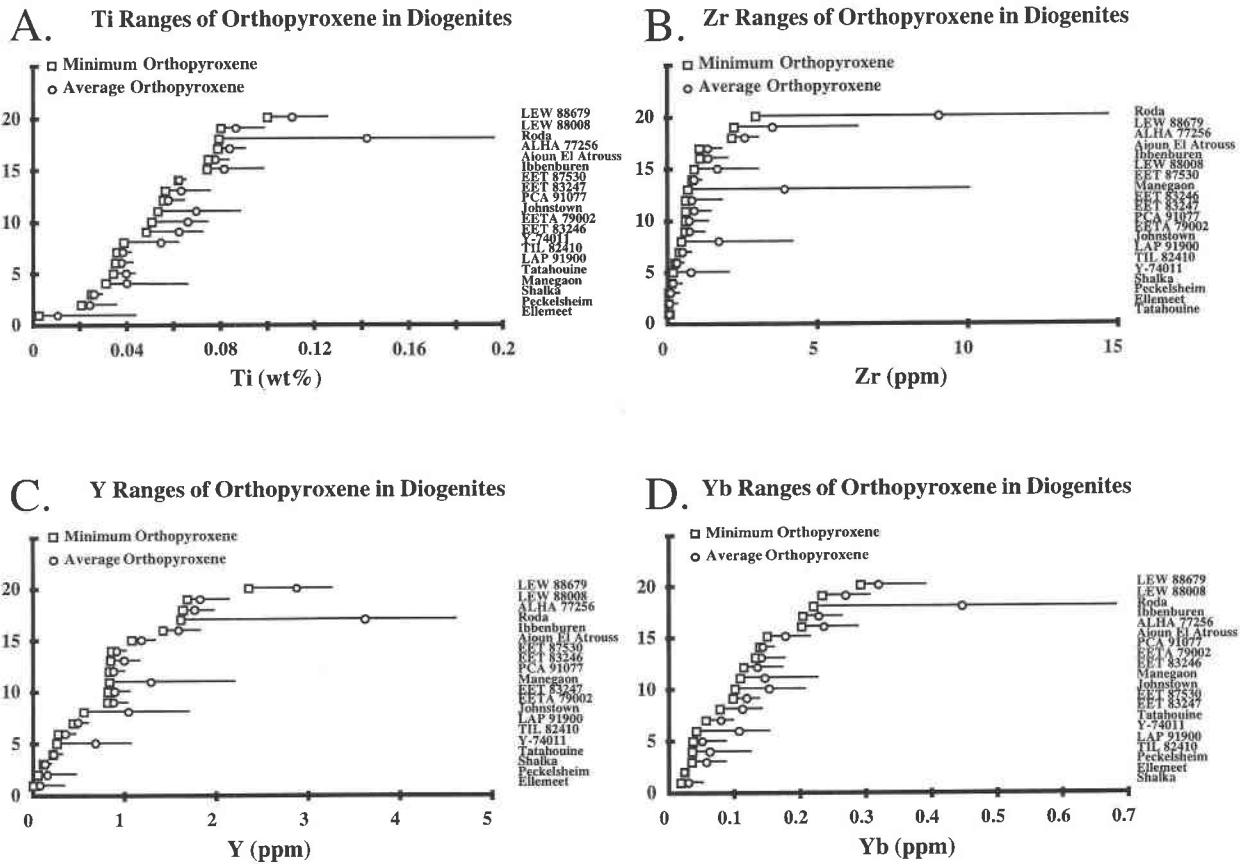 A.
Ti Ranges of Orthopyroxene in Diogenites
Minimum Orthopyroxene
Average Orthopyroxene
20
15
10
5
0
LEW 88679
LEW 88008
Roda
ALHA 77256
Aioun El Atrouss
Ibbenburen
EET 87530
EET 83247
PCA 91077
Johnstown
EETA 79002
EET 83246
Y-74011
TIL 82410
LAP 91900
Tatahouine
Manegaon
Shalka
Peckelsheim
Ellemeet
0 0.04 0.08 0.12 0.16 0.2
Ti (wt%)
B.
Zr Ranges of Orthopyroxene in Diogenites
Minimum Orthopyroxene
Average Orthopyroxene
20
15
10
5
0
Roda
LEW 88679
ALHA 77256
Aioun El Atrouss
Ibbenburen
LEW 88008
EET 87530
Manegaon
EET 83246
EET 83247
PCA 91077
EETA 79002
Johnstown
LAP 91900
TIL 82410
Y-74011
Shalka
Peckelsheim
Ellemeet
Tatahouine
0 5 10 15
Zr (ppm)
C.
Y Ranges of Orthopyroxene in Diogenites
Minimum Orthopyroxene
Average Orthopyroxene
20
15
10
5
0
LEW 88679
LEW 88008
ALHA 77256
Roda
Ibbenburen
Aioun El Atrouss
EET 87530
EET 83246
PCA 91077
Manegaon
EET 83247
EETA 79002
Johnstown
LAP 91900
TIL 82410
Y-74011
Tatahouine
Shalka
Peckelsheim
Ellemeet
0 1 2 3 4 5
Y (ppm)
D.
Yb Ranges of Orthopyroxene in Diogenites
Minimum Orthopyroxene
Average Orthopyroxene
20
15
10
5
0
LEW 88679
LEW 88008
Roda
Ibbenburen
ALHA 77256
Aioun El Atrouss
PCA 91077
EETA 79002
EET 83246
Manegaon
Johnstown
EET 87530
EET 83247
Tatahouine
Y-74011
LAP 91900
TIL 82410
Peckelsheim
Ellemeet
Shalka
0 0.1 0.2 0.3 0.4 0.5 0.6 0.7
Yb (ppm)